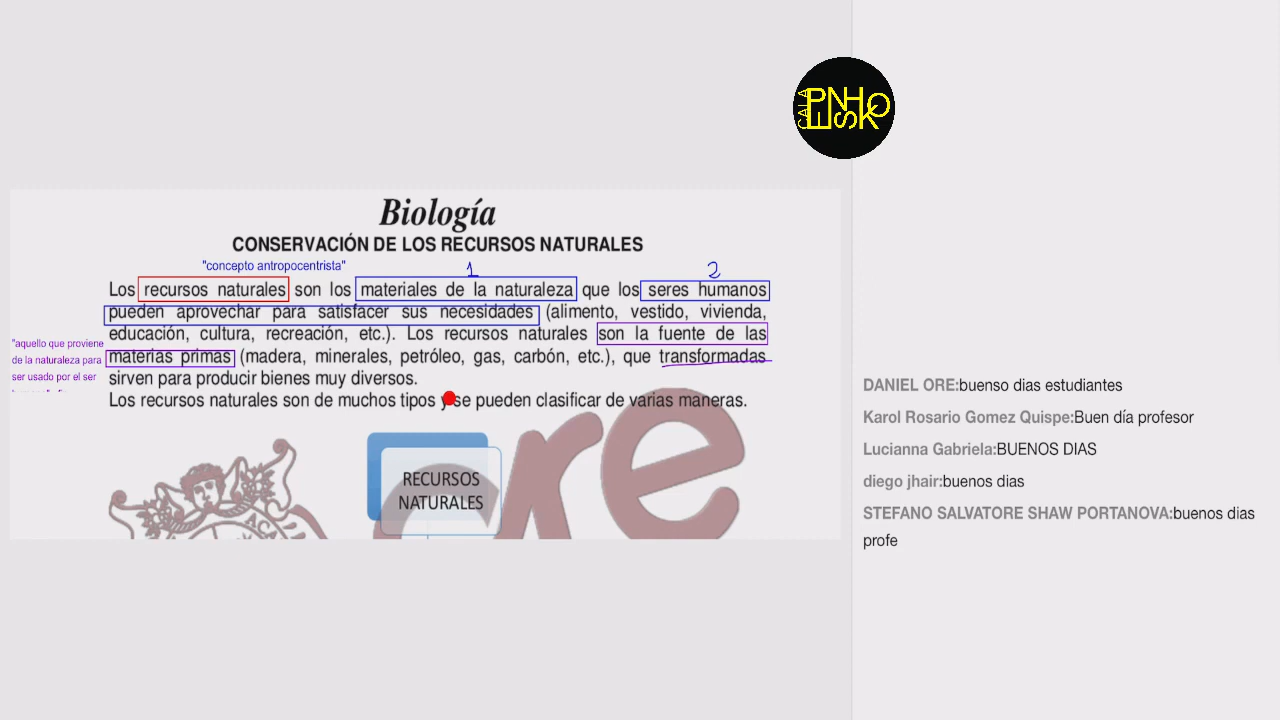 Biología
CONSERVACIÓN DE LOS RECURSOS NATURALES
"concepto antropocentrista"
1
2
Los recursos naturales son los materiales de la naturaleza que los seres humanos
pueden aprovechar para satisfacer sus necesidades (alimento, vestido, vivienda,
educación, cultura, recreación, etc.). Los recursos naturales son la fuente de las
materias primas (madera, minerales, petróleo, gas, carbón, etc.), que transformadas
sirven para producir bienes muy diversos.
Los recursos naturales son de muchos tipos y se pueden clasificar de varias maneras.
"aquello que proviene
de la naturaleza para
ser usado por el ser
RECURSOS
NATURALES
ore
CALA
DANIEL ORE:buenso dias estudiantes
Karol Rosario Gomez Quispe:Buen día profesor
Lucianna Gabriela:BUENOS DIAS
diego jhair:buenos dias
STEFANO SALVATORE SHAW PORTANOVA:buenos dias
profe